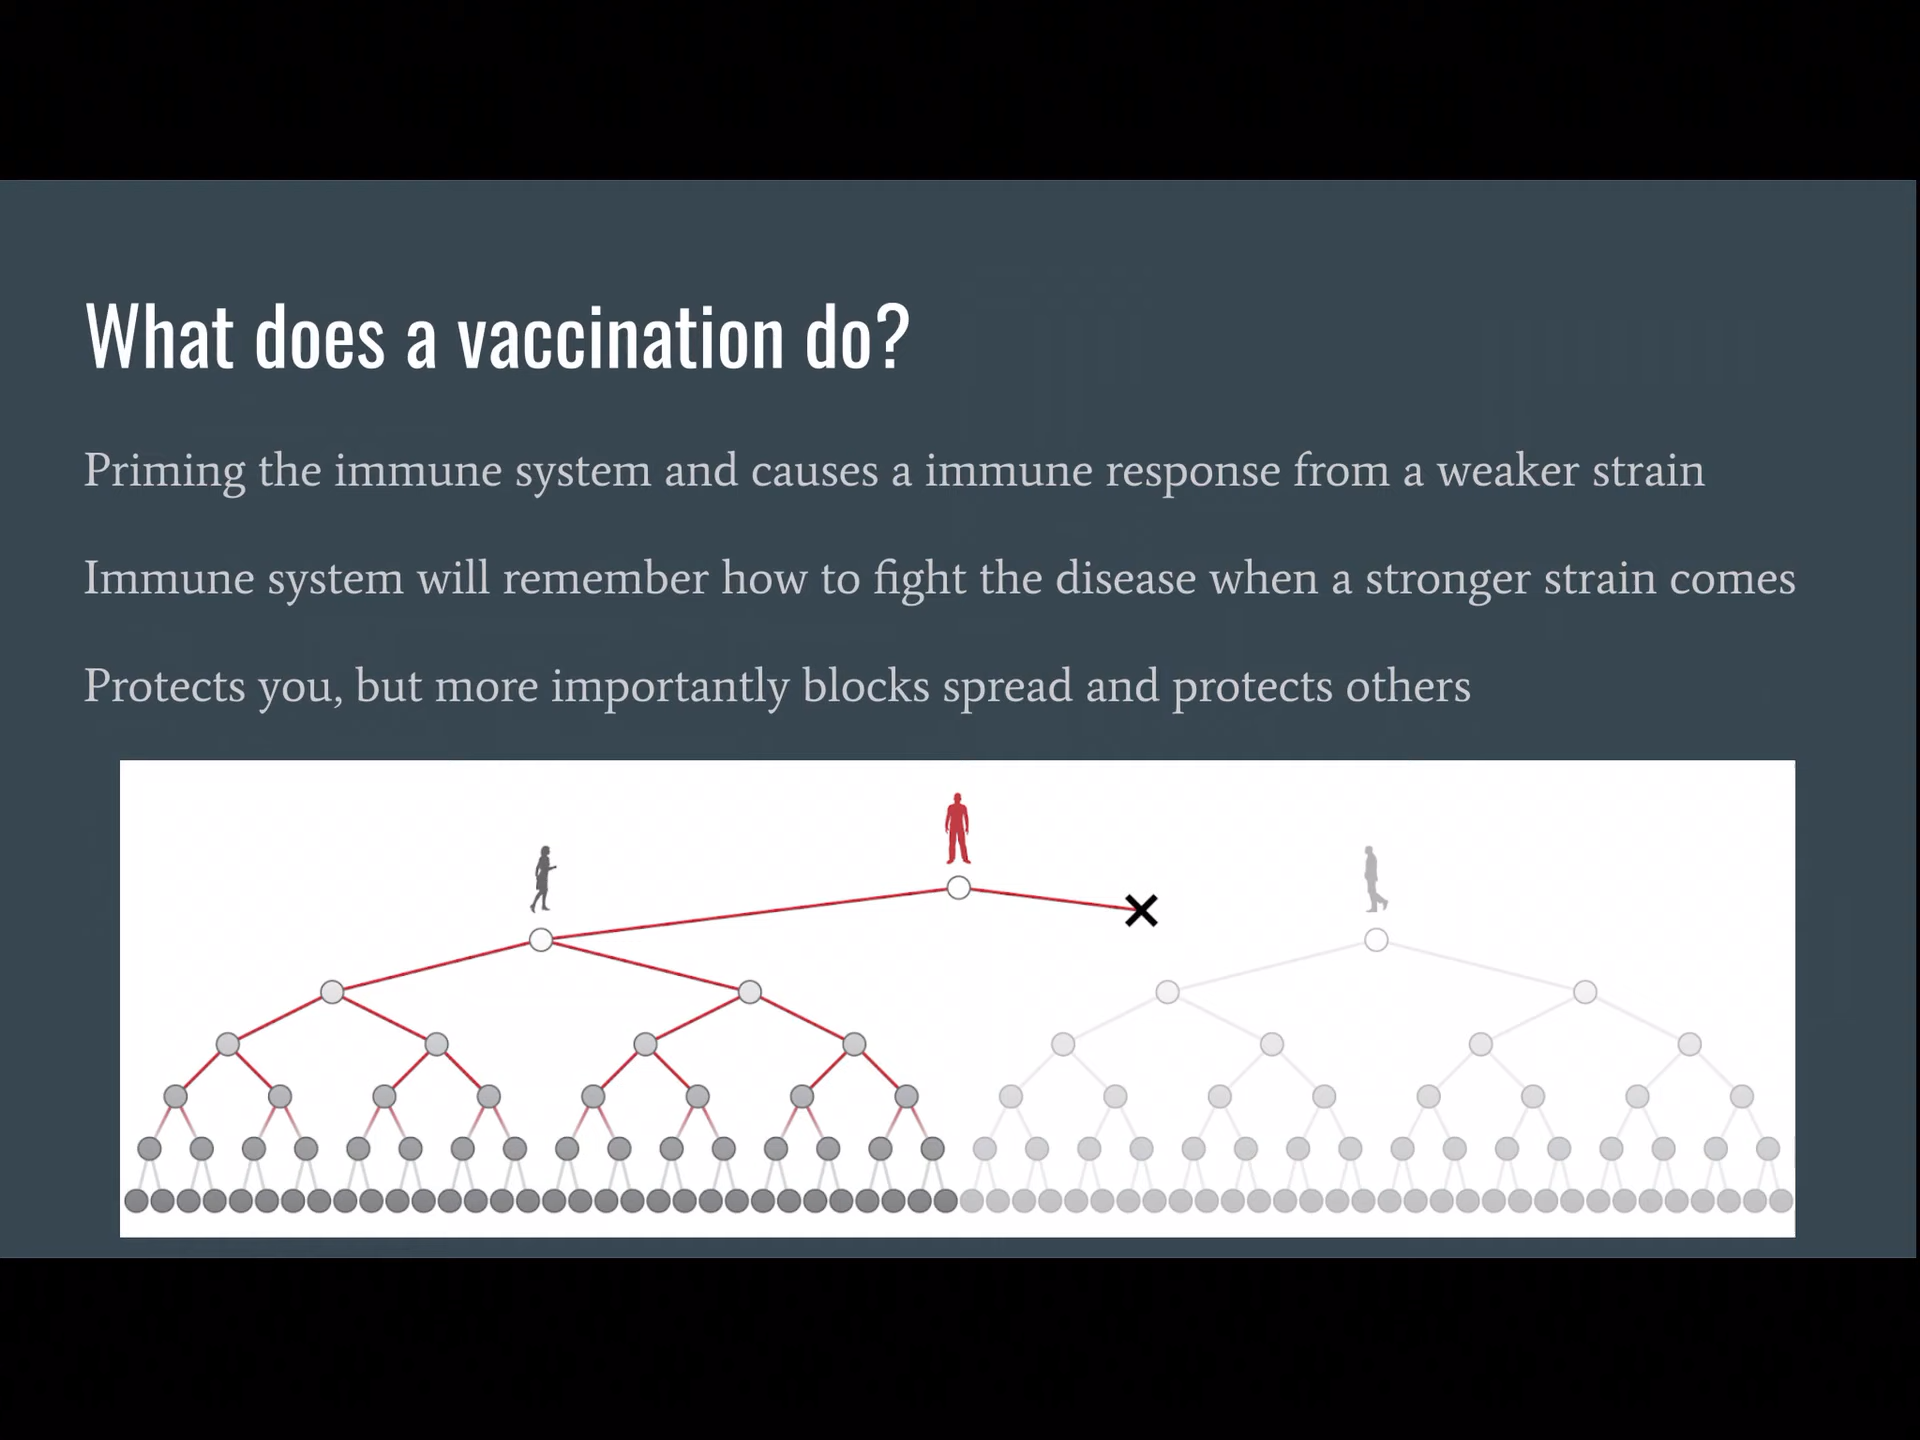 What does a vaccination do?
Priming the immune system and causes a immune response from a weaker strain
Immune system will remember how to fight the disease when a stronger strain comes
Protects you, but more importantly blocks spread and protects others